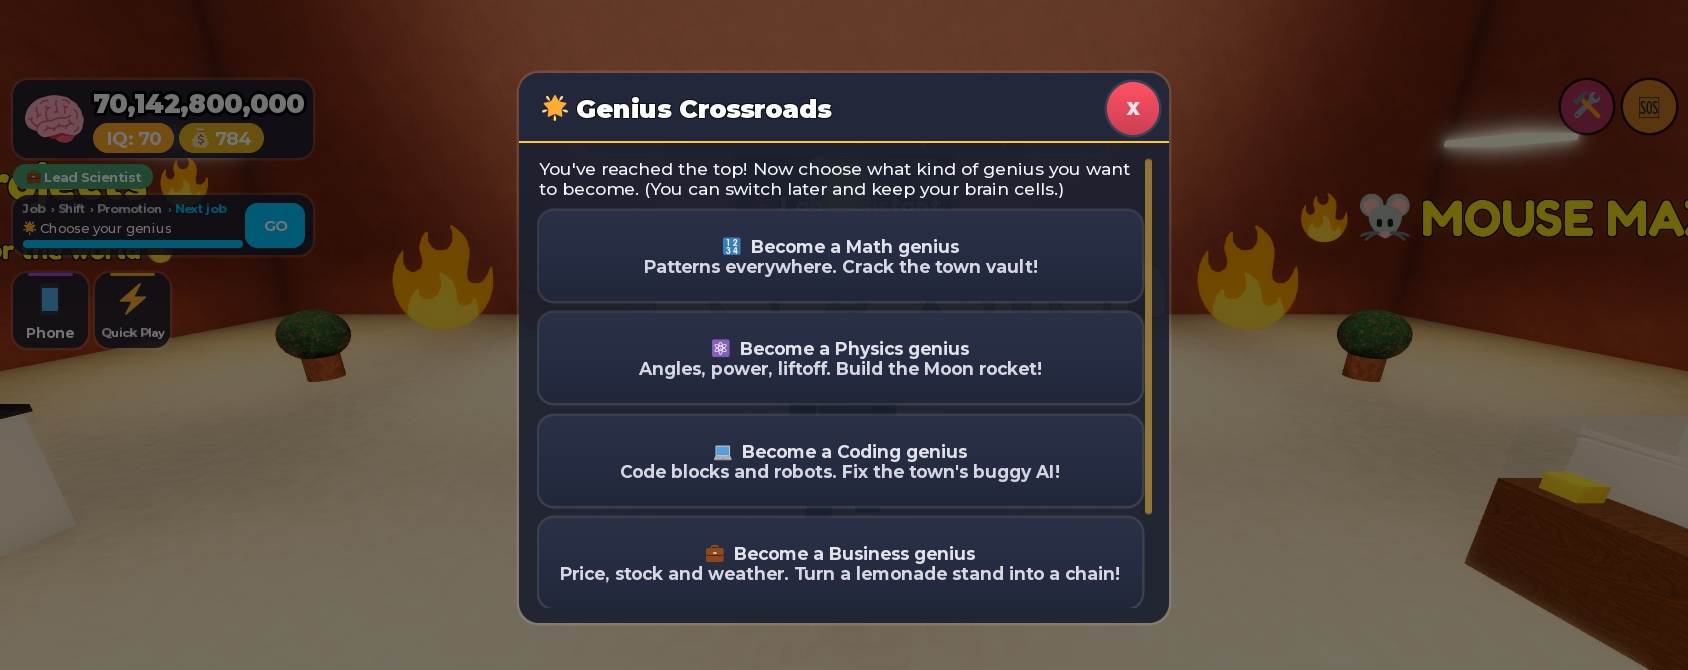 70,142,800,000
IQ: 70
784
Lead Scientist
Job › Shift › Promotion › Next job
Choose your genius
GO
Phone
Quick Play
Genius Crossroads
X
You've reached the top! Now choose what kind of genius you want
to become. (You can switch later and keep your brain cells.)
Become a Math genius
Patterns everywhere. Crack the town vault!
Become a Physics genius
Angles, power, liftoff. Build the Moon rocket!
Become a Coding genius
Code blocks and robots. Fix the town's buggy AI!
Become a Business genius
Price, stock and weather. Turn a lemonade stand into a chain!
SOS
MOUSE MA
for the world